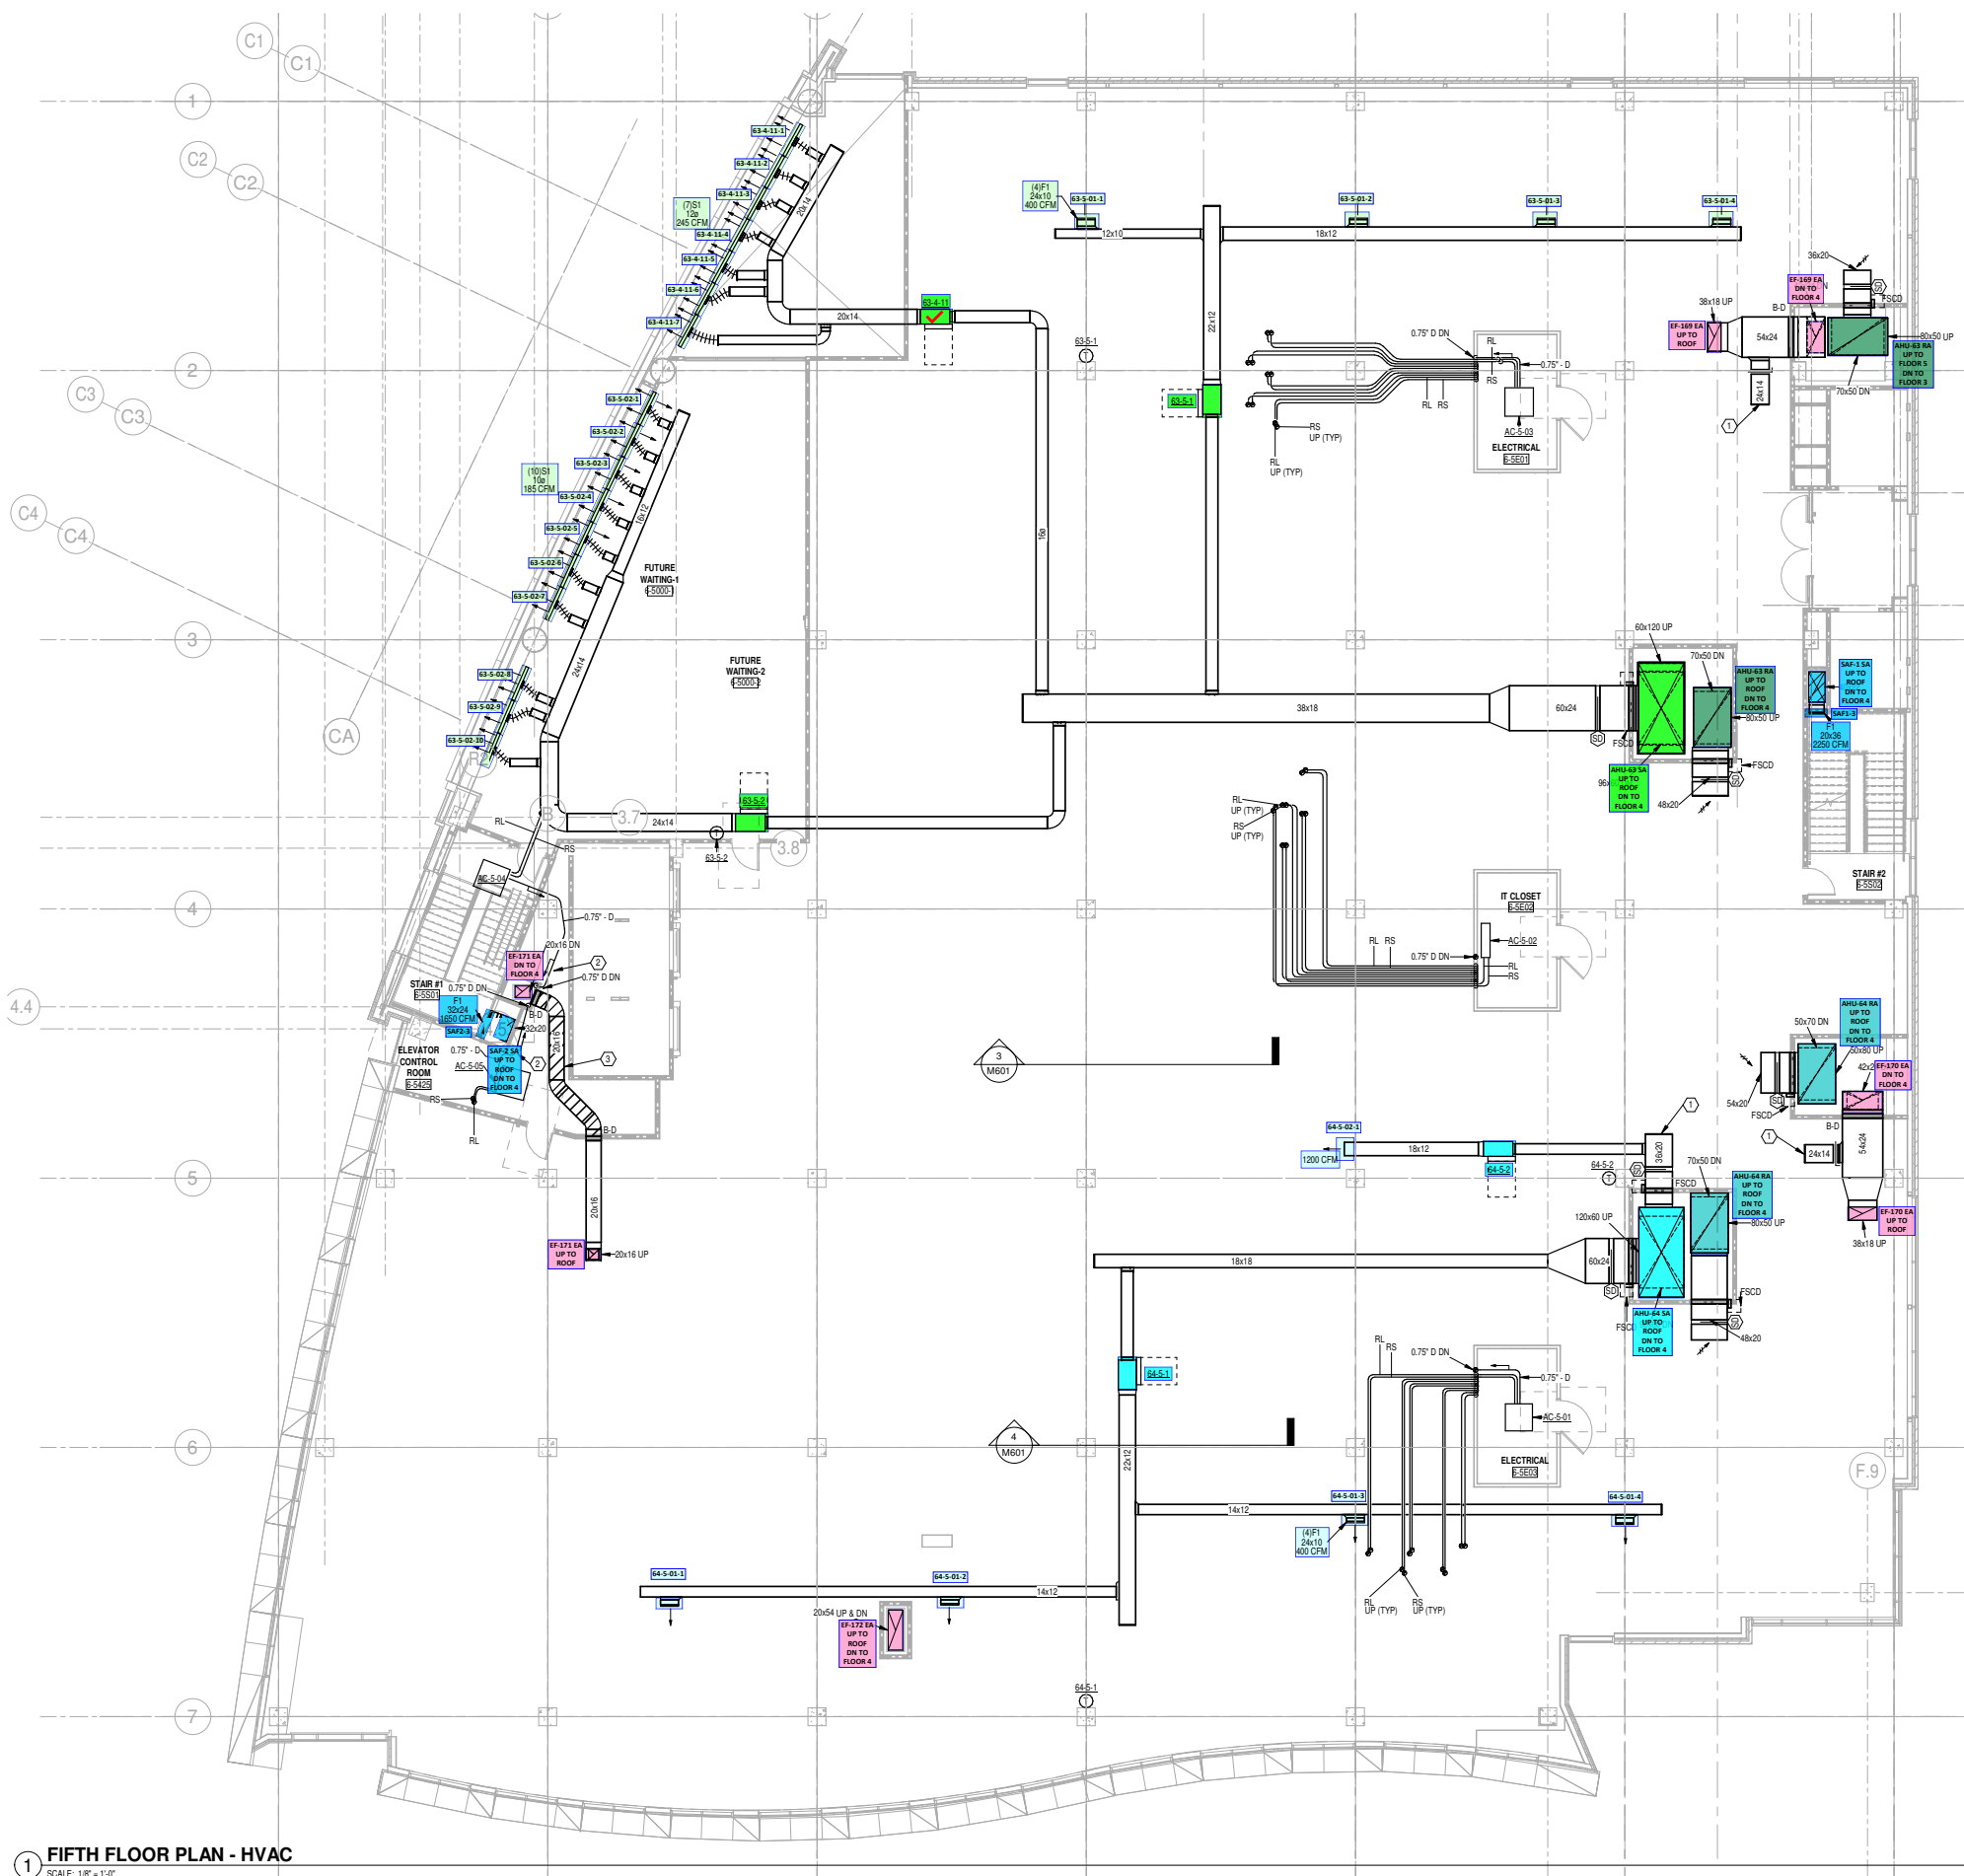 C1
C1
1
63-4-11-1
C2
C2
63-4-11-2
63-4-11-3
20x14
(7)S1
12ø
245 CFM
63-4-11-4
63-4-11-5
63-4-11-6
63-4-11-7
20x14
63-4-11
(4)F1
24x10
400 CFM
63-5-01-1
63-5-01-2
63-5-01-3
63-5-01-4
12x10
18x12
22x12
36x20
EF-169 EA
DN TO
FLOOR 4
SD
FSCD
38x18 UP
B-D
EF-169 EA
UP TO
ROOF
54x24
80x50 UP
AHU-63 RA
UP TO
FLOOR 5
DN TO
FLOOR 3
70x50 DN
24x14
1
63-5-1
T
0.75" D DN
RL
RS
0.75" - D
RL
RS
2
C3
C3
63-5-1
RS
UP (TYP)
RL
UP (TYP)
AC-5-03
ELECTRICAL
6-5E01
63-5-02-1
63-5-02-2
63-5-02-3
(10)S1
10ø
185 CFM
63-5-02-4
63-5-02-5
63-5-02-6
63-5-02-7
16x12
16ø
C4
C4
FUTURE
WAITING-1
6-5000-1
3
FUTURE
WAITING-2
6-5000-2
24x14
63-5-02-8
63-5-02-9
63-5-02-10
CA
B
3.7
24x14
63-5-2
T
63-5-2
3.8
38x18
60x24
60x120 UP
70x50 DN
AHU-63 RA
UP TO
ROOF
DN TO
FLOOR 4
80x50 UP
SD
FSCD
AHU-63 SA
UP TO
ROOF
DN TO
FLOOR 4
FSCD
SD
48x20
SAF-1 SA
UP TO
ROOF
DN TO
FLOOR 4
SAF1-3
F1
20x36
2250 CFM
RL
RS
AC-5-04
RL
UP (TYP)
RS
UP (TYP)
STAIR #2
6-5S02
4
IT CLOSET
6-5E02
0.75" - D
20x16 DN
2
0.75" D DN
EF-171 EA
DN TO
FLOOR 4
RL
RS
0.75" D DN
AC-5-02
RL
RS
4.4
STAIR #1
6-5S01
0.75" D DN
F1
32x24
1650 CFM
SAF2-3
B-D
32x20
20x16
ELEVATOR
CONTROL
ROOM
6-5425
0.75" - D
AC-5-05
SAF-2 SA
UP TO
ROOF
DN TO
FLOOR 4
2
3
RS
RL
B-D
3
M601
50x70 DN
AHU-64 RA
UP TO
ROOF
DN TO
FLOOR 4
50x80 UP
EF-170 EA
DN TO
FLOOR 4
54x20
SD
FSCD
B-D
1
24x14
54x24
EF-170 EA
UP TO
ROOF
38x18 UP
1
64-5-02-1
1200 CFM
18x12
64-5-2
36x20
64-5-2
T
SD
FSCD
70x50 DN
AHU-64 RA
UP TO
ROOF
DN TO
FLOOR 4
80x50 UP
5
20x16
EF-171 EA
UP TO
ROOF
20x16 UP
120x60 UP
18x18
60x24
SD
AHU-64 SA
UP TO
ROOF
DN TO
FLOOR 4
FSCD
SD
48x20
64-5-1
RL
RS
0.75" D DN
0.75" - D
AC-5-01
6
4
M601
22x12
ELECTRICAL
6-5E03
F.9
64-5-01-3
64-5-01-4
14x12
(4)F1
24x10
400 CFM
64-5-01-1
64-5-01-2
14x12
RL
UP (TYP)
RS
UP (TYP)
20x54 UP & DN
EF-172 EA
UP TO
ROOF
DN TO
FLOOR 4
64-5-1
T
7
1
FIFTH FLOOR PLAN - HVAC
SCALE: 1/8" = 1'-0"